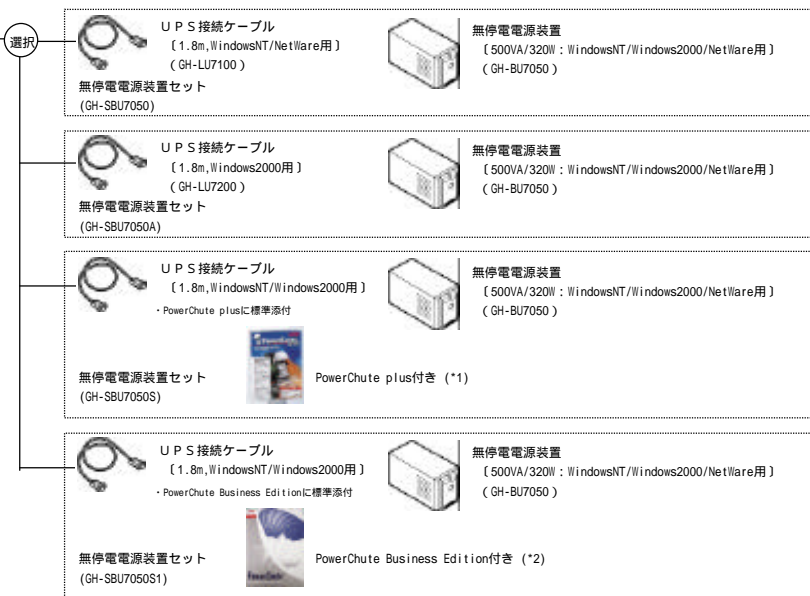 選択
ＵＰＳ接続ケーブル
〔1.8m,WindowsNT/NetWare用〕
（GH-LU7100）
無停電電源装置
〔500VA/320W：WindowsNT/Windows2000/NetWare用〕
（GH-BU7050）
無停電電源装置セット
(GH-SBU7050)
ＵＰＳ接続ケーブル
〔1.8m,Windows2000用〕
（GH-LU7200）
無停電電源装置
〔500VA/320W：WindowsNT/Windows2000/NetWare用〕
（GH-BU7050）
無停電電源装置セット
(GH-SBU7050A)
ＵＰＳ接続ケーブル
〔1.8m,WindowsNT/Windows2000用〕
・PowerChute plusに標準添付
無停電電源装置
〔500VA/320W：WindowsNT/Windows2000/NetWare用〕
（GH-BU7050）
無停電電源装置セット
(GH-SBU7050S)
PowerChute plus付き (*1)
ＵＰＳ接続ケーブル
〔1.8m,WindowsNT/Windows2000用〕
・PowerChute Business Editionに標準添付
無停電電源装置
〔500VA/320W：WindowsNT/Windows2000/NetWare用〕
（GH-BU7050）
無停電電源装置セット
(GH-SBU7050S1)
PowerChute
PowerChute Business Edition付き (*2)